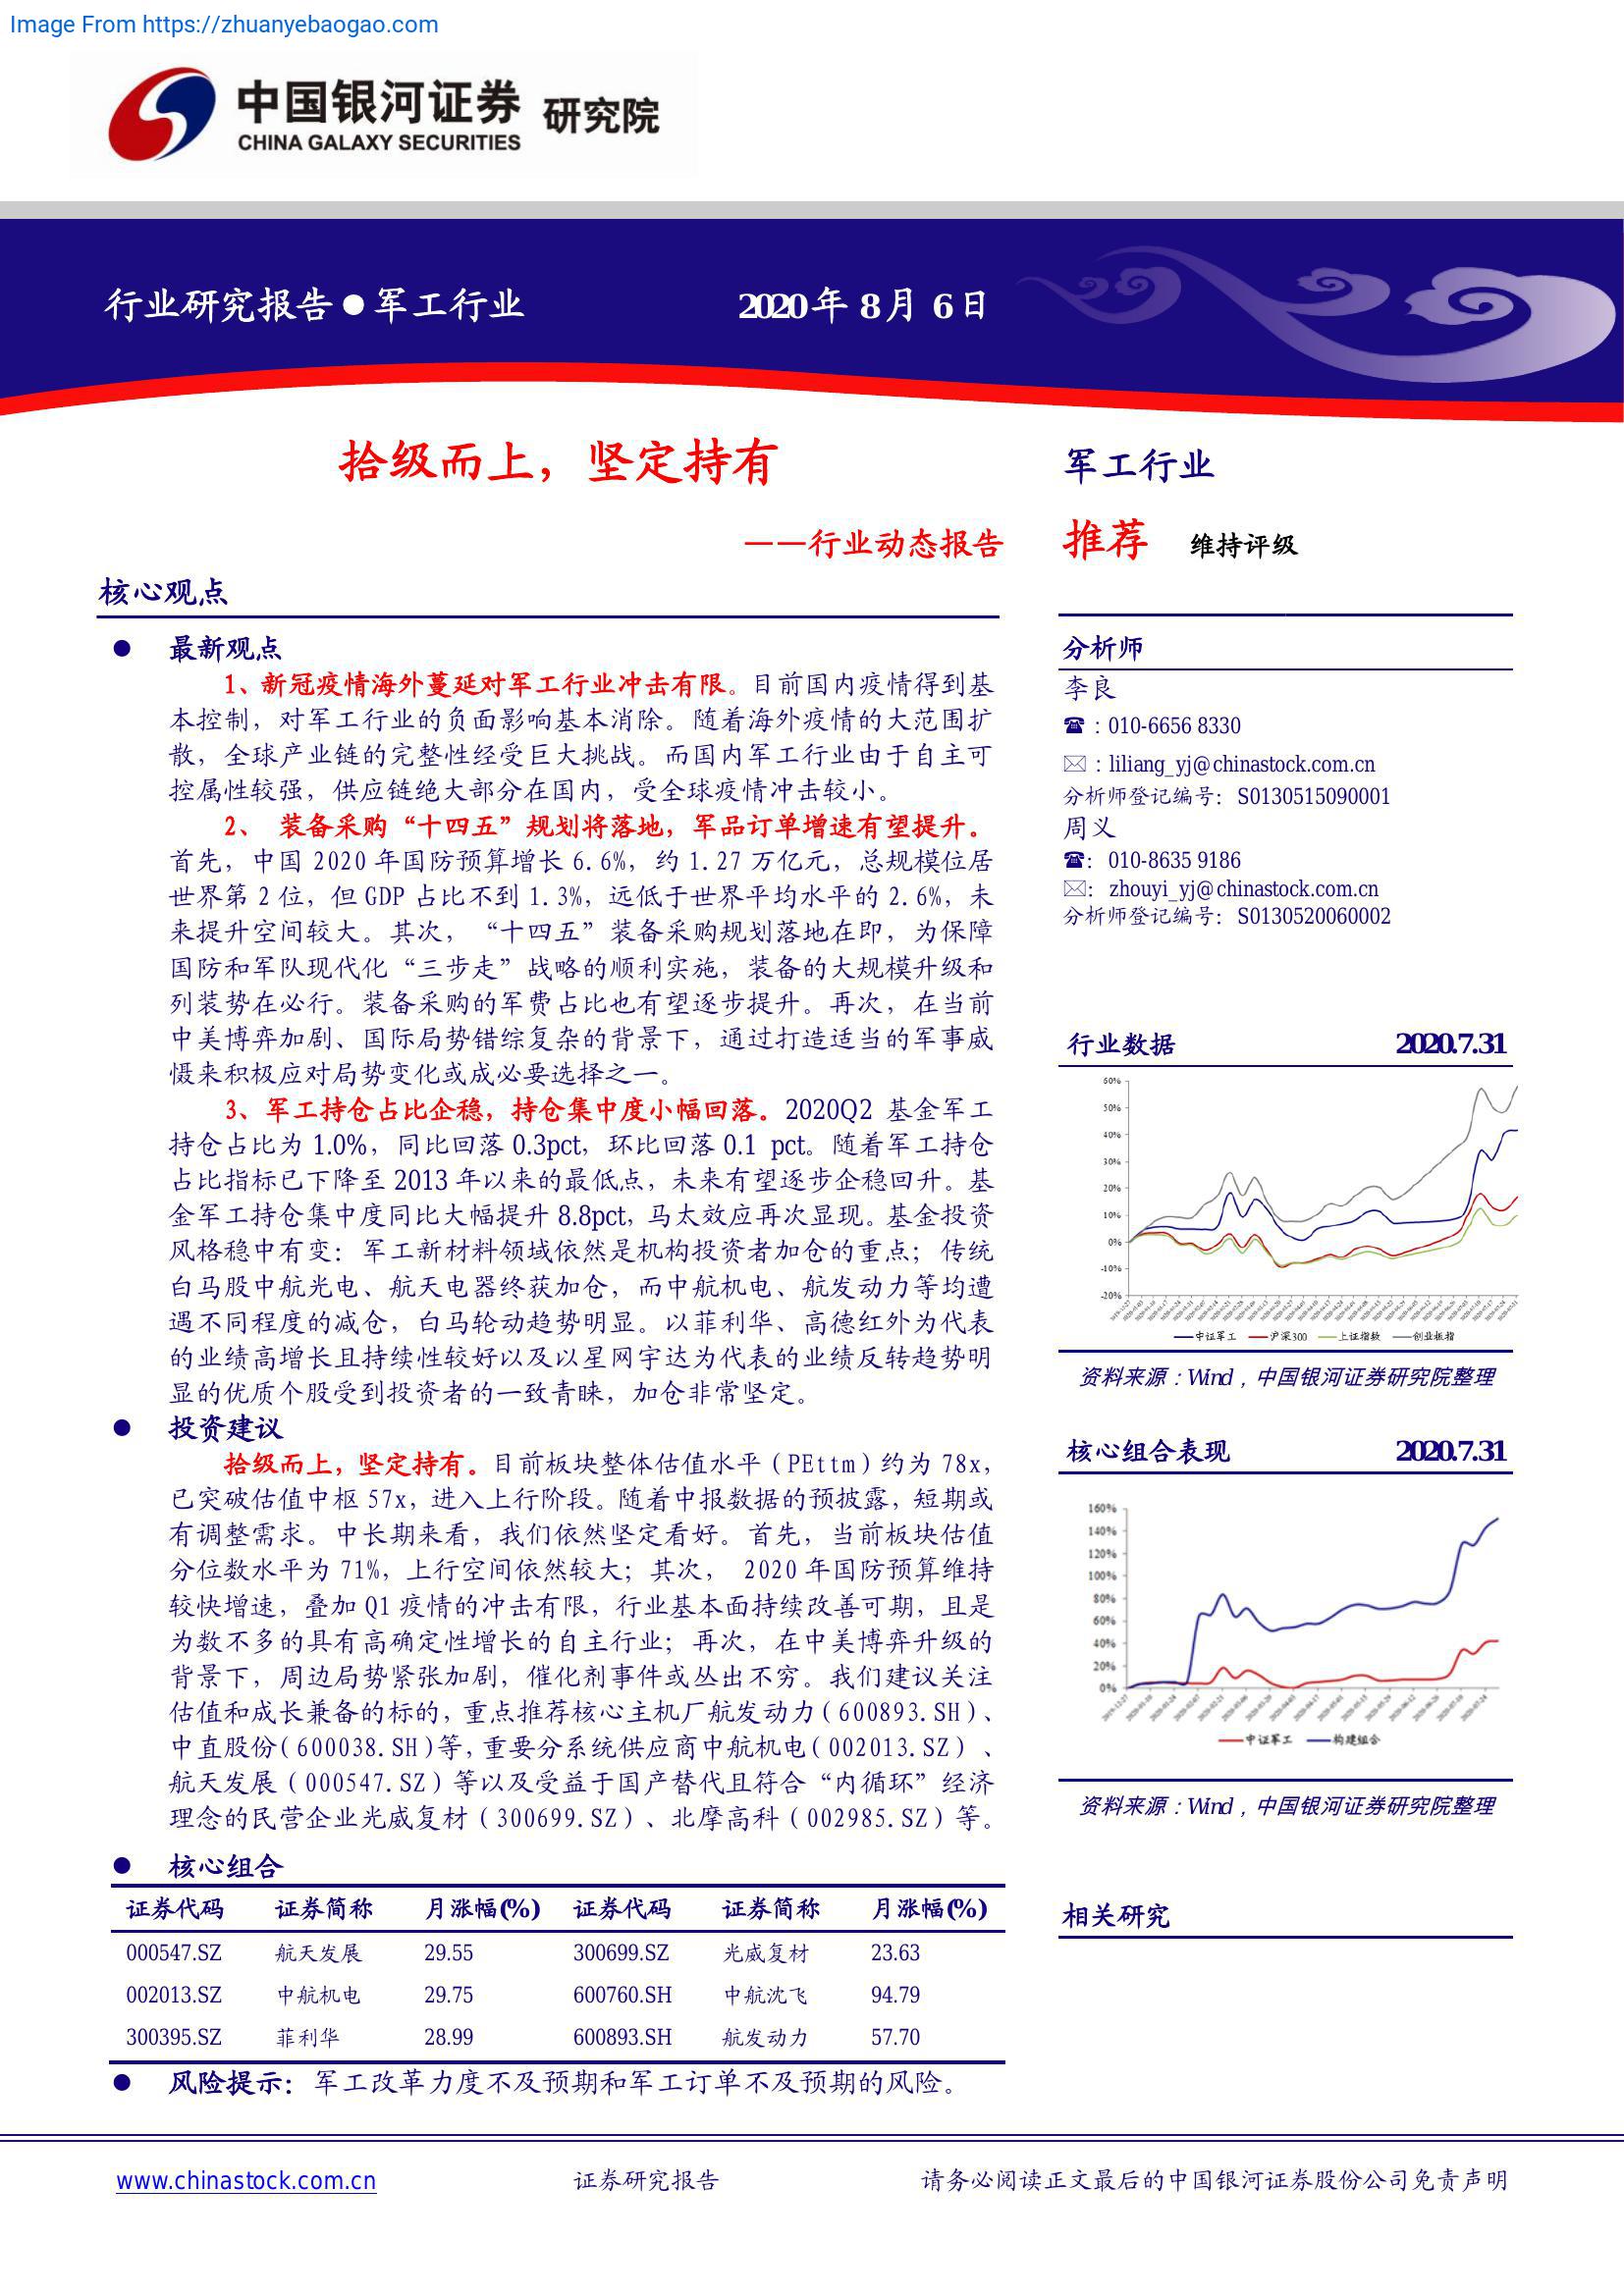 Image From https://zhuanyebaogao.com
中国银河证券 研究院
CHINA GALAXY SECURITIES
行业研究报告●军工行业 2020年8月6日
拾级而上，坚定持有
——行业动态报告
核心观点
● 最新观点
1、新冠疫情海外蔓延对军工行业冲击有限。目前国内疫情得到基
本控制，对军工行业的负面影响基本消除。随着海外疫情的大范围扩
散，全球产业链的完整性经受巨大挑战。而国内军工行业由于自主可
控属性较强，供应链绝大部分在国内，受全球疫情冲击较小。
2、 装备采购“十四五”规划将落地，军品订单增速有望提升。
首先，中国 2020 年国防预算增长 6.6%，约 1.27 万亿元，总规模位居
世界第 2 位，但 GDP 占比不到 1.3%，远低于世界平均水平的 2.6%，未
来提升空间较大。其次，“十四五”装备采购规划落地在即，为保障
国防和军队现代化“三步走”战略的顺利实施，装备的大规模升级和
列装势在必行。装备采购的军费占比也有望逐步提升。再次，在当前
中美博弈加剧、国际局势错综复杂的背景下，通过打造适当的军事威
慑来积极应对局势变化或成必要选择之一。
3、军工持仓占比企稳，持仓集中度小幅回落。2020Q2 基金军工
持仓占比为 1.0%，同比回落 0.3pct，环比回落 0.1 pct。随着军工持仓
占比指标已下降至 2013 年以来的最低点，未来有望逐步企稳回升。基
金军工持仓集中度同比大幅提升 8.8pct，马太效应再次显现。基金投资
风格稳中有变：军工新材料领域依然是机构投资者加仓的重点；传统
白马股中航光电、航天电器终获加仓，而中航机电、航发动力等均遭
遇不同程度的减仓，白马轮动趋势明显。以菲利华、高德红外为代表
的业绩高增长且持续性较好以及以星网宇达为代表的业绩反转趋势明
显的优质个股受到投资者的一致青睐，加仓非常坚定。
● 投资建议
拾级而上，坚定持有。目前板块整体估值水平（PEttm）约为 78x，
已突破估值中枢 57x，进入上行阶段。随着中报数据的预披露，短期或
有调整需求。中长期来看，我们依然坚定看好。首先，当前板块估值
分位数水平为 71%，上行空间依然较大；其次， 2020 年国防预算维持
较快增速，叠加 Q1 疫情的冲击有限，行业基本面持续改善可期，且是
为数不多的具有高确定性增长的自主行业；再次，在中美博弈升级的
背景下，周边局势紧张加剧，催化剂事件或丛出不穷。我们建议关注
估值和成长兼备的标的，重点推荐核心主机厂航发动力（600893.SH）、
中直股份（600038.SH）等，重要分系统供应商中航机电（002013.SZ）、
航天发展（000547.SZ）等以及受益于国产替代且符合“内循环”经济
理念的民营企业光威复材（300699.SZ）、北摩高科（002985.SZ）等。
● 核心组合
证券代码 证券简称 月涨幅(%) 证券代码 证券简称 月涨幅(%)
000547.SZ 航天发展 29.55 300699.SZ 光威复材 23.63
002013.SZ 中航机电 29.75 600760.SH 中航沈飞 94.79
300395.SZ 菲利华 28.99 600893.SH 航发动力 57.70
● 风险提示：军工改革力度不及预期和军工订单不及预期的风险。
军工行业
推荐 维持评级
分析师
李良
☎：010-6656 8330
✉：liliang_yj@chinastock.com.cn
分析师登记编号：S0130515090001
周义
☎：010-8635 9186
✉：zhouyi_yj@chinastock.com.cn
分析师登记编号：S0130520060002
行业数据 2020.7.31
60%
50%
40%
30%
20%
10%
0%
-10%
-20%
中证军工 沪深300 上证指数 创业板指
资料来源：Wind，中国银河证券研究院整理
核心组合表现 2020.7.31
160%
140%
120%
100%
80%
60%
40%
20%
0%
中证军工 构建组合
资料来源：Wind，中国银河证券研究院整理
相关研究
www.chinastock.com.cn 证券研究报告 请务必阅读正文最后的中国银河证券股份公司免责声明